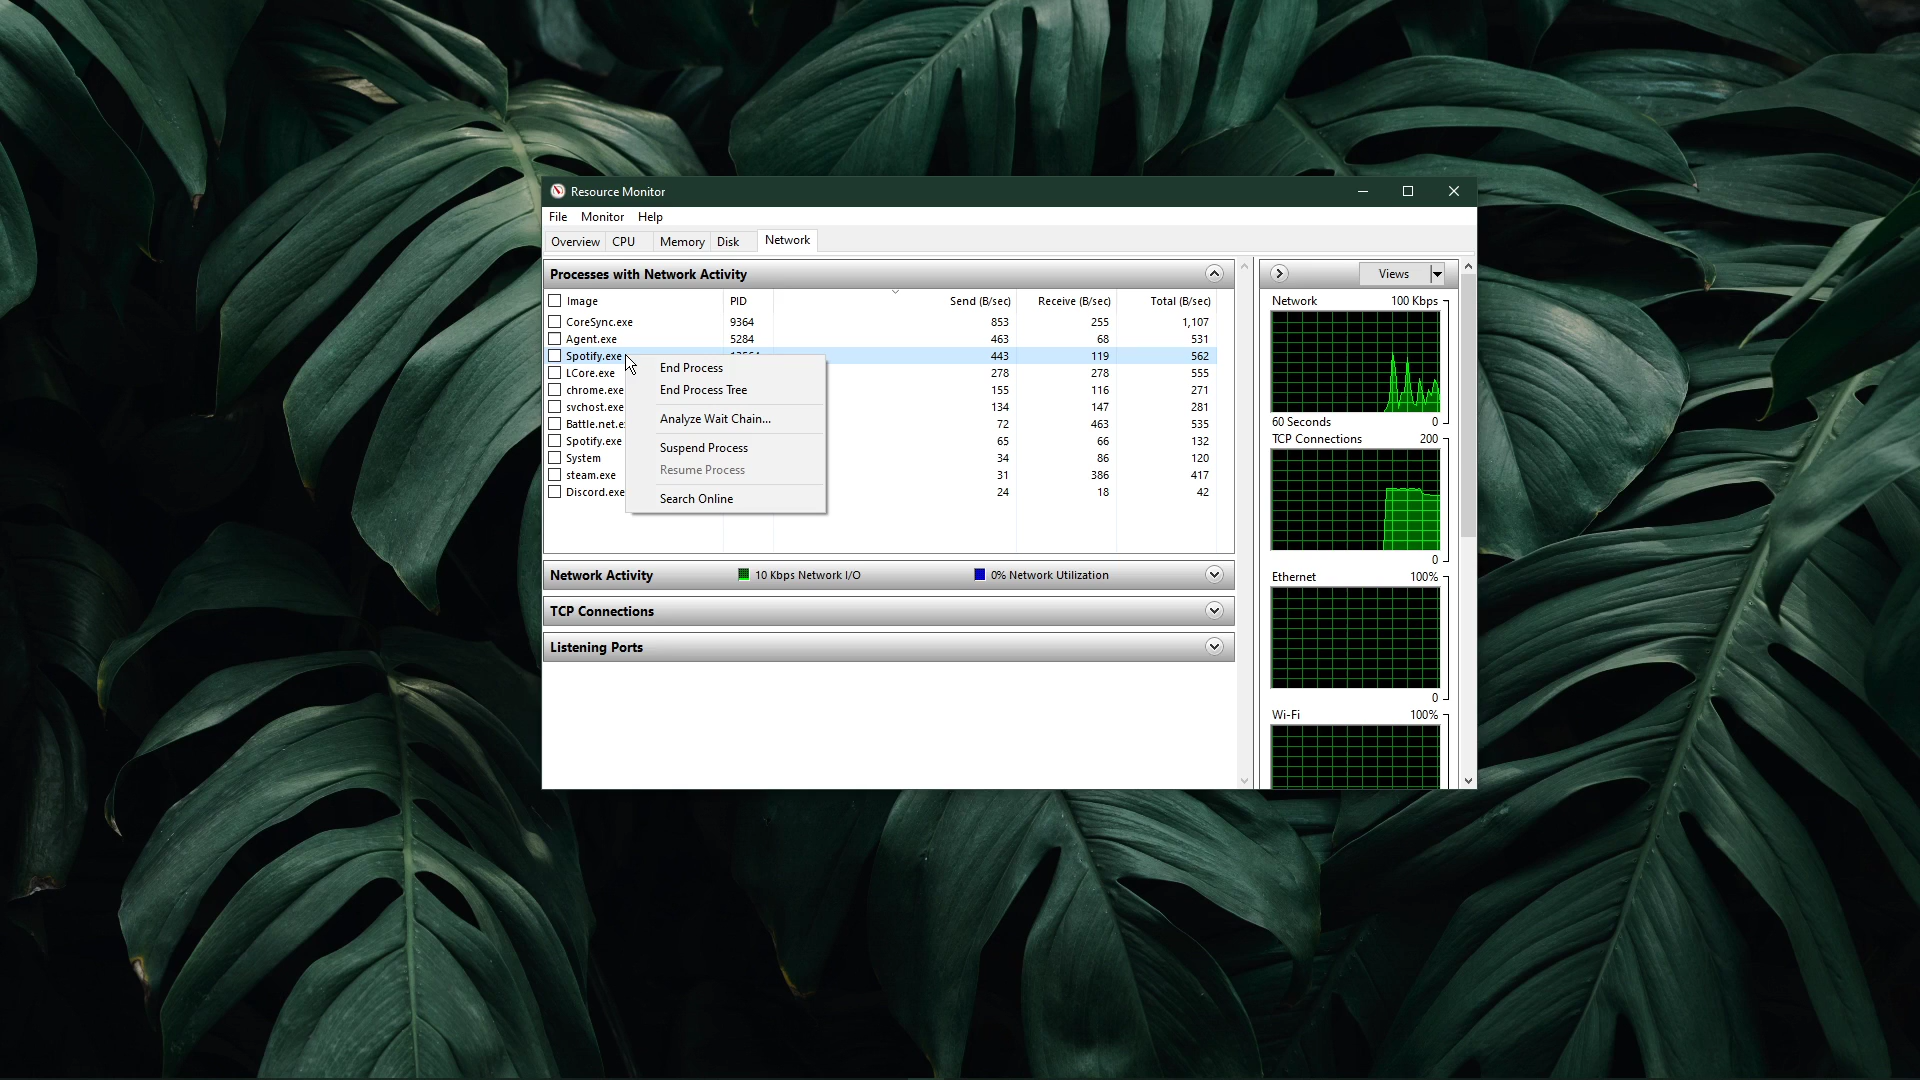 Resource Monitor
File Monitor Help
Overview CPU Memory Disk Network
Processes with Network Activity
Image PID Send (B/sec) Receive (B/sec) Total (B/sec)
CoreSync.exe 9364 853 255 1,107
Agent.exe 5284 463 68 531
Spotify.exe 443 119 562
LCore.exe 278 278 555
chrome.exe 155 116 271
svchost.exe 134 147 281
Battle.net.e 72 463 535
Spotify.exe 65 66 132
System 34 86 120
steam.exe 31 386 417
Discord.exe 24 18 42
End Process
End Process Tree
Analyze Wait Chain...
Suspend Process
Resume Process
Search Online
Network Activity 10 Kbps Network I/O 0% Network Utilization
TCP Connections
Listening Ports
Views
Network 100 Kbps
60 Seconds 0
TCP Connections 200
0
Ethernet 100%
0
Wi-Fi 100%